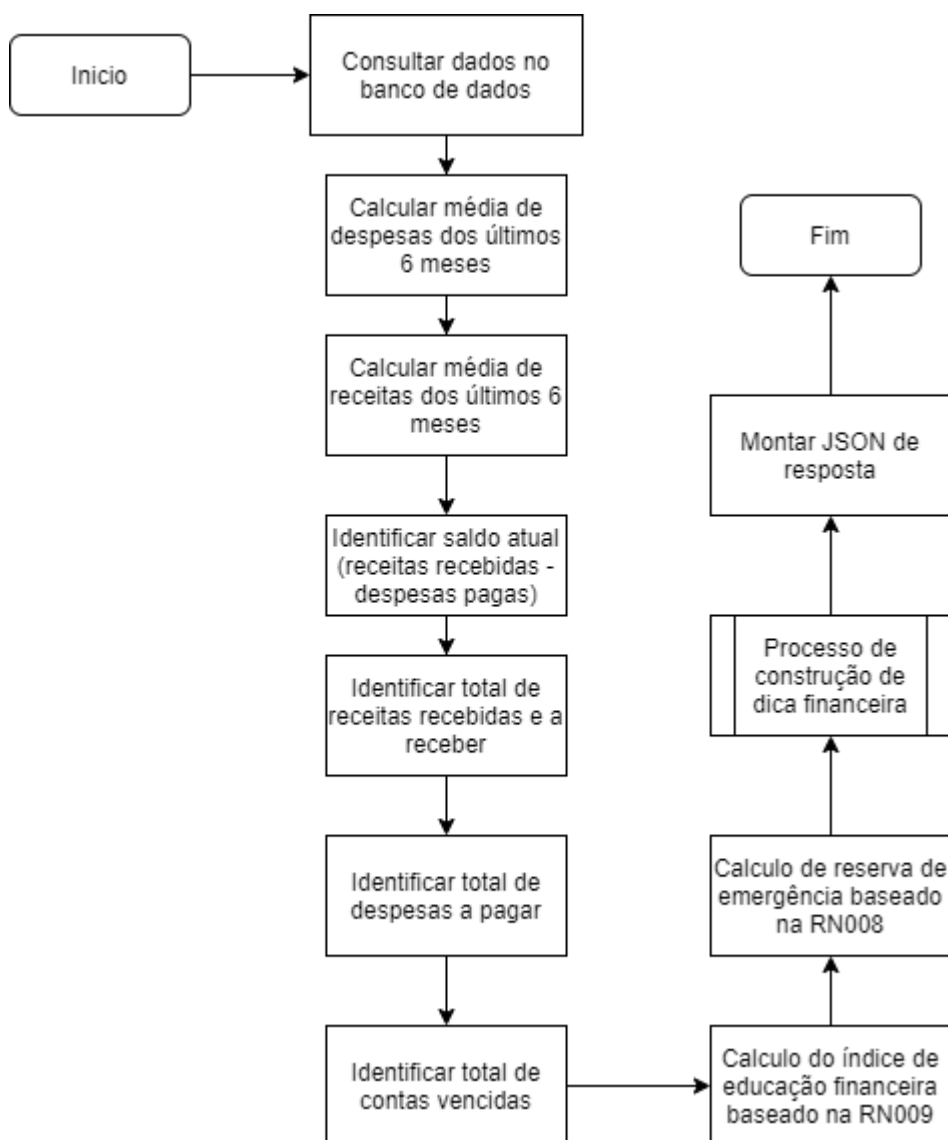 Inicio
Consultar dados no
banco de dados
Calcular média de
despesas dos últimos
6 meses
Calcular média de
receitas dos últimos 6
meses
Identificar saldo atual
(receitas recebidas -
despesas pagas)
Identificar total de
receitas recebidas e a
receber
Identificar total de
despesas a pagar
Identificar total de
contas vencidas
Calculo do índice de
educação financeira
baseado na RN009
Calculo de reserva de
emergência baseado
na RN008
Processo de
construção de
dica financeira
Montar JSON de
resposta
Fim